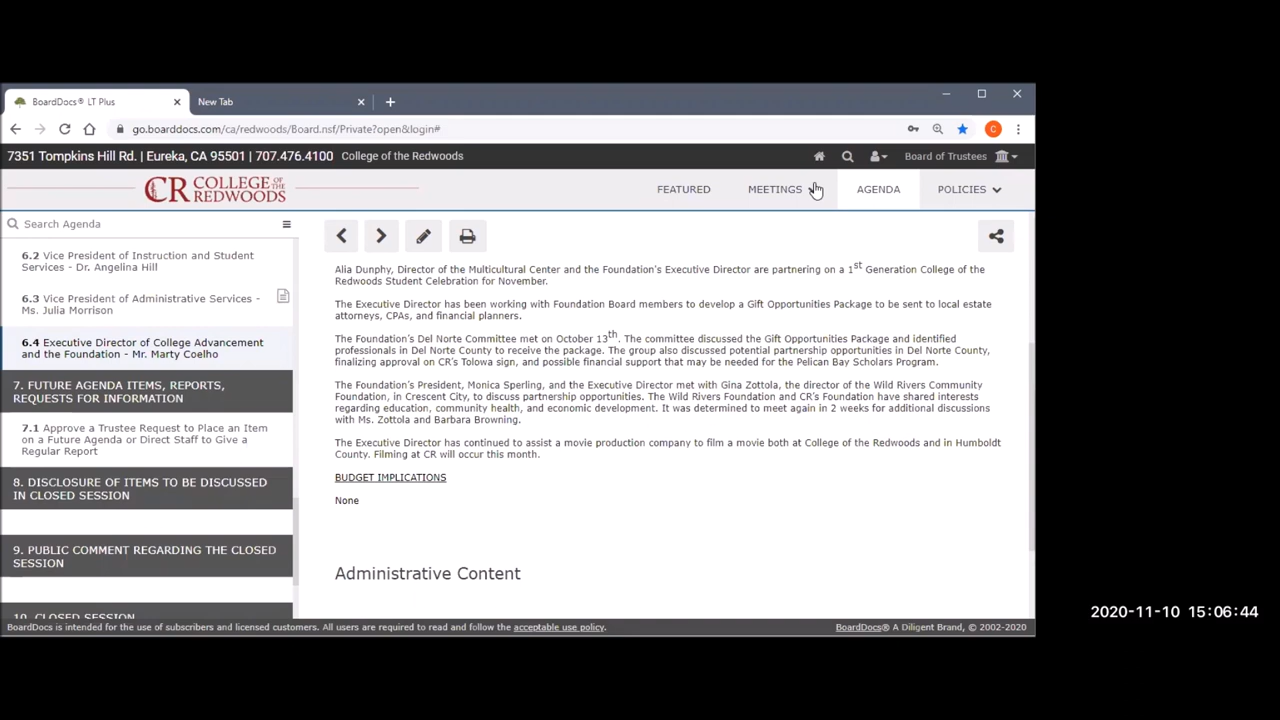 BoardDocs® LT Plus
New Tab
go.boarddocs.com/ca/redwoods/Board.nsf/Private?open&login#
C
7351 Tompkins Hill Rd. | Eureka, CA 95501 | 707.476.4100 College of the Redwoods
Board of Trustees
CR COLLEGE OF THE REDWOODS
FEATURED
MEETINGS
AGENDA
POLICIES
Search Agenda
6.2 Vice President of Instruction and Student
Services - Dr. Angelina Hill
6.3 Vice President of Administrative Services -
Ms. Julia Morrison
6.4 Executive Director of College Advancement
and the Foundation - Mr. Marty Coelho
7. FUTURE AGENDA ITEMS, REPORTS,
REQUESTS FOR INFORMATION
7.1 Approve a Trustee Request to Place an Item
on a Future Agenda or Direct Staff to Give a
Regular Report
8. DISCLOSURE OF ITEMS TO BE DISCUSSED
IN CLOSED SESSION
9. PUBLIC COMMENT REGARDING THE CLOSED
SESSION
10. CLOSED SESSION
Alia Dunphy, Director of the Multicultural Center and the Foundation's Executive Director are partnering on a 1st Generation College of the
Redwoods Student Celebration for November.
The Executive Director has been working with Foundation Board members to develop a Gift Opportunities Package to be sent to local estate
attorneys, CPAs, and financial planners.
The Foundation's Del Norte Committee met on October 13th. The committee discussed the Gift Opportunities Package and identified
professionals in Del Norte County to receive the package. The group also discussed potential partnership opportunities in Del Norte County,
finalizing approval on CR's Tolowa sign, and possible financial support that may be needed for the Pelican Bay Scholars Program.
The Foundation's President, Monica Sperling, and the Executive Director met with Gina Zottola, the director of the Wild Rivers Community
Foundation, in Crescent City, to discuss partnership opportunities. The Wild Rivers Foundation and CR's Foundation have shared interests
regarding education, community health, and economic development. It was determined to meet again in 2 weeks for additional discussions
with Ms. Zottola and Barbara Browning.
The Executive Director has continued to assist a movie production company to film a movie both at College of the Redwoods and in Humboldt
County. Filming at CR will occur this month.
BUDGET IMPLICATIONS
None
Administrative Content
BoardDocs is intended for the use of subscribers and licensed customers. All users are required to read and follow the acceptable use policy.
BoardDocs® A Diligent Brand, © 2002-2020
2020-11-10 15:06:44